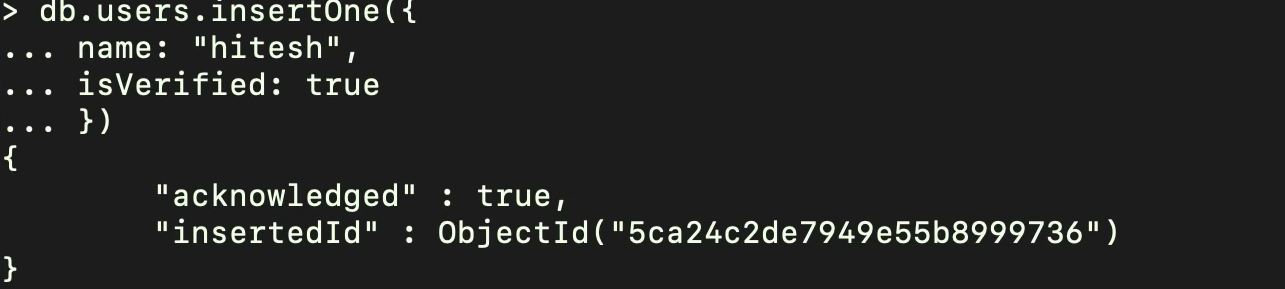 > db.users.insertOne({
... name: "hitesh",
... isVerified: true
... })
{
        "acknowledged" : true,
        "insertedId" : ObjectId("5ca24c2de7949e55b8999736")
}